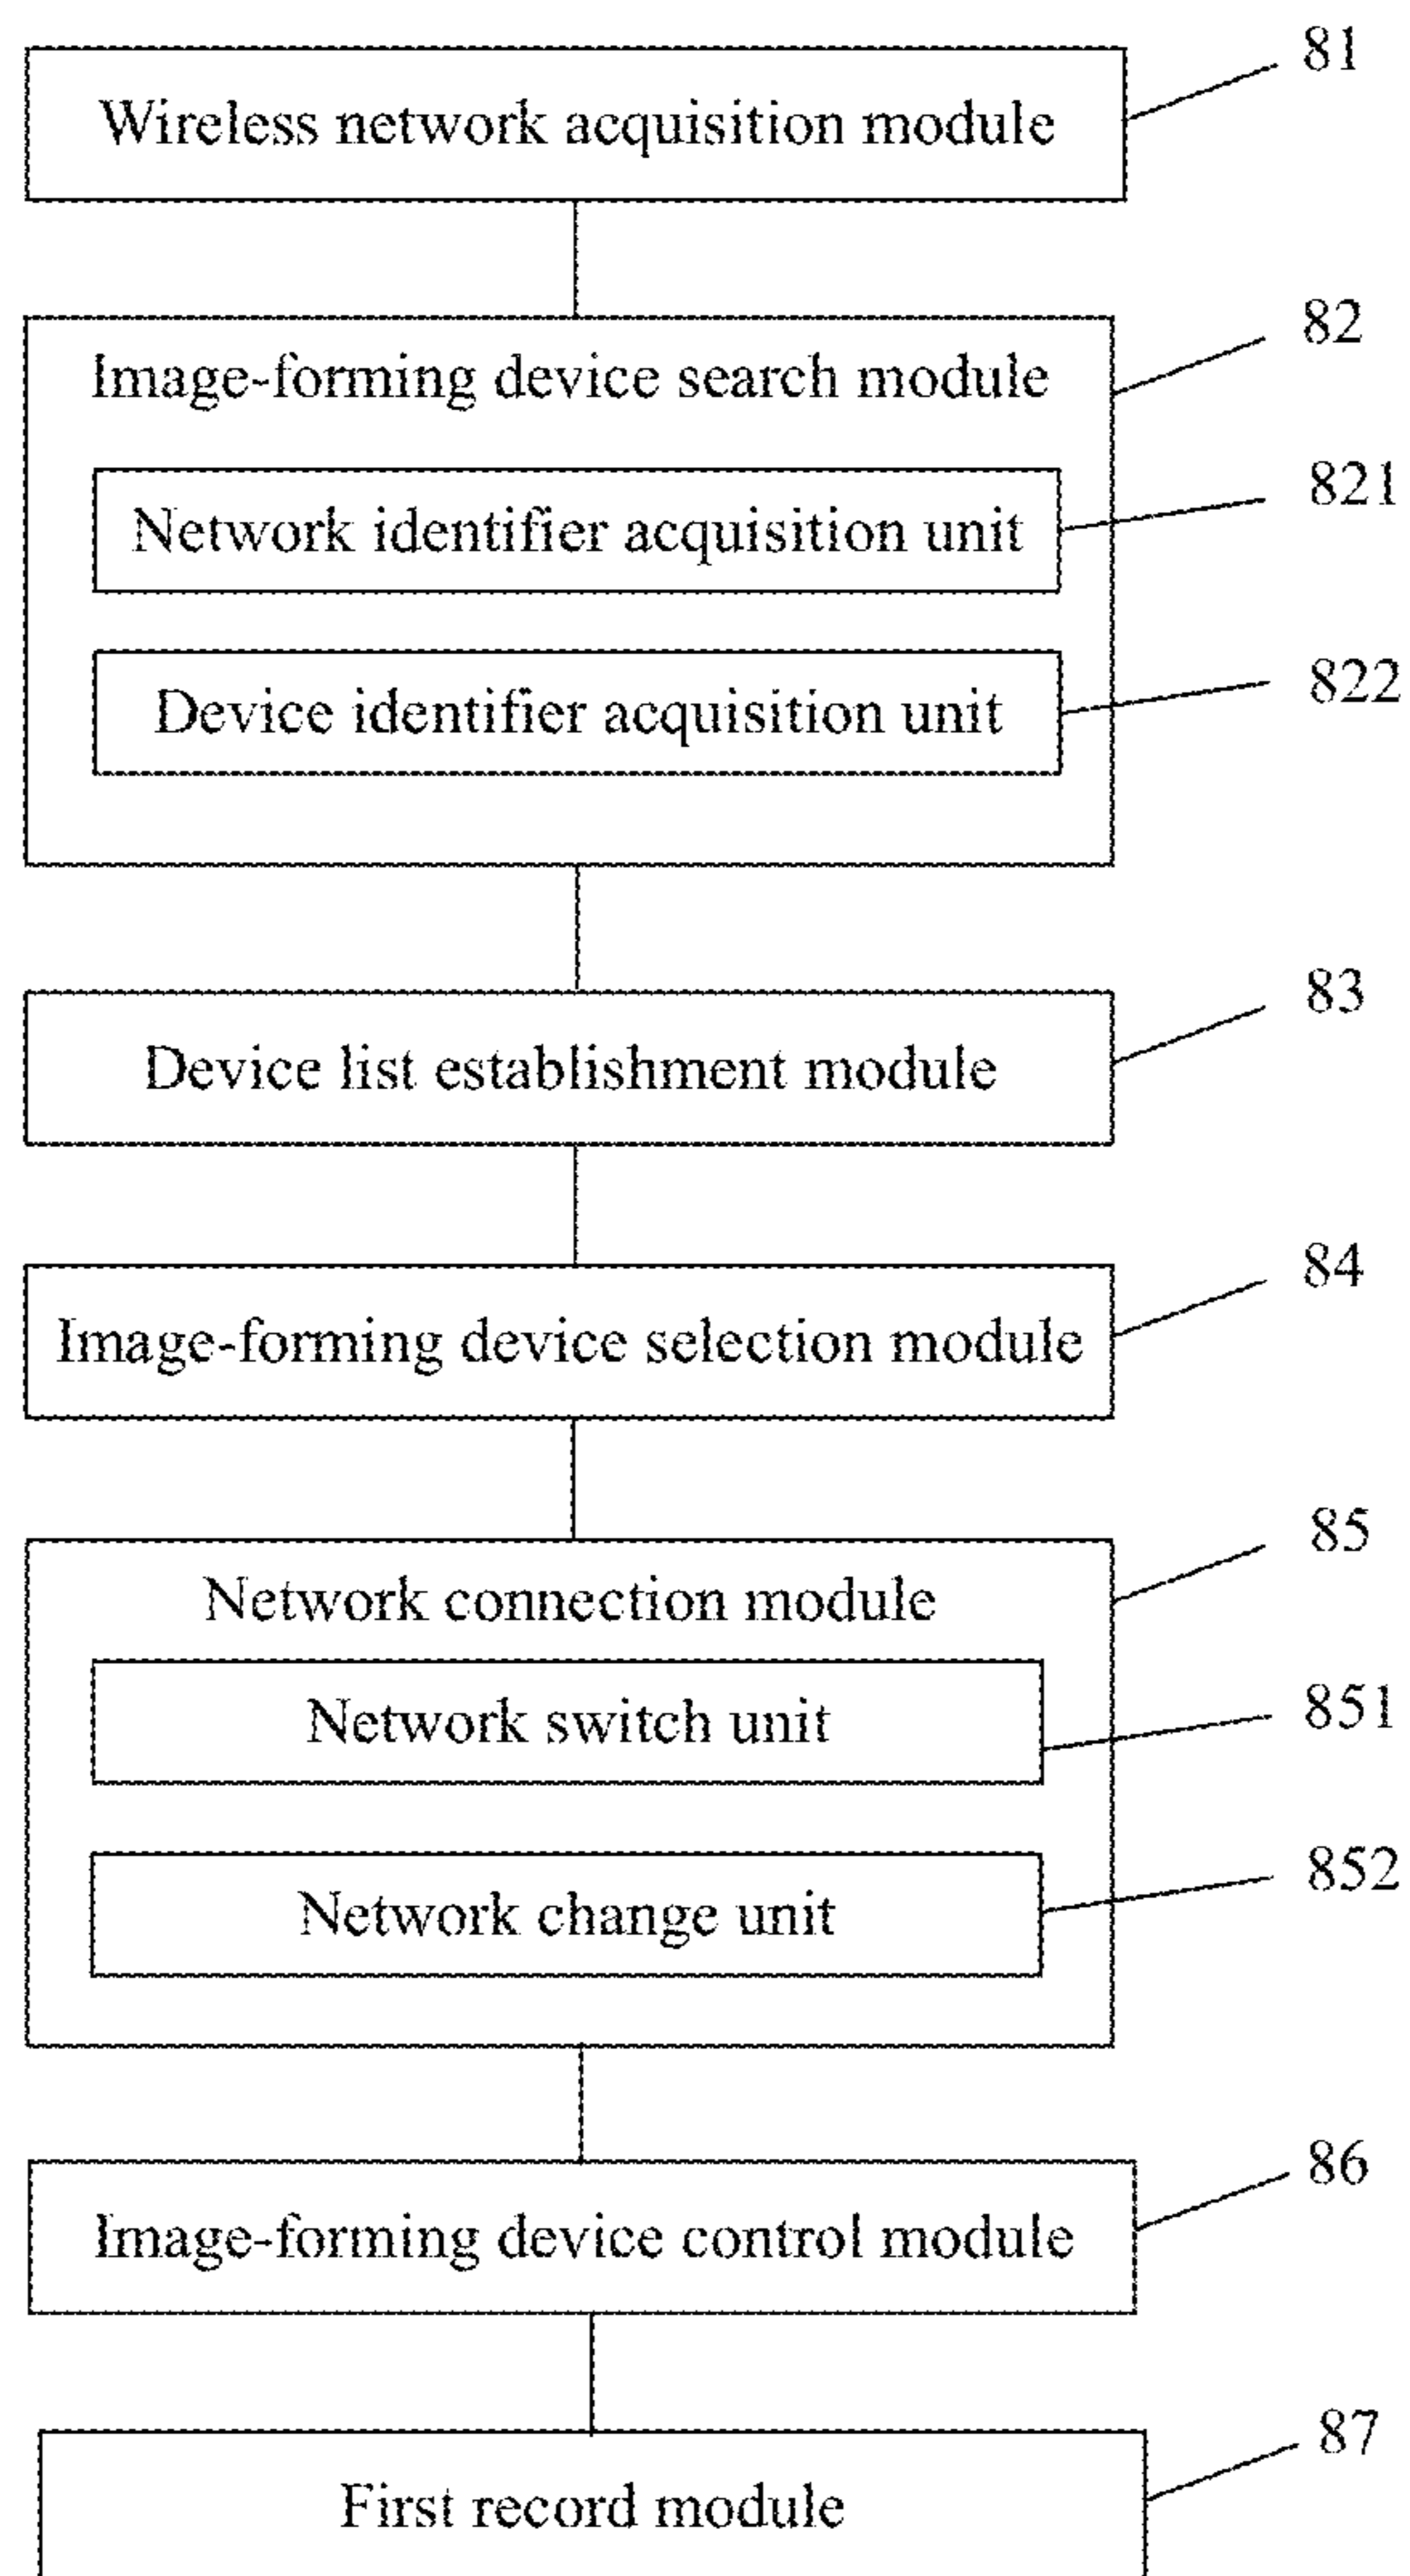 81
Wireless network acquisition module
82
Image-forming device search module
821
Network identifier acquisition unit
822
Device identifier acquisition unit
83
Device list establishment module
84
Image-forming device selection module
85
Network connection module
851
Network switch unit
852
Network change unit
86
Image-forming device control module
87
First record module